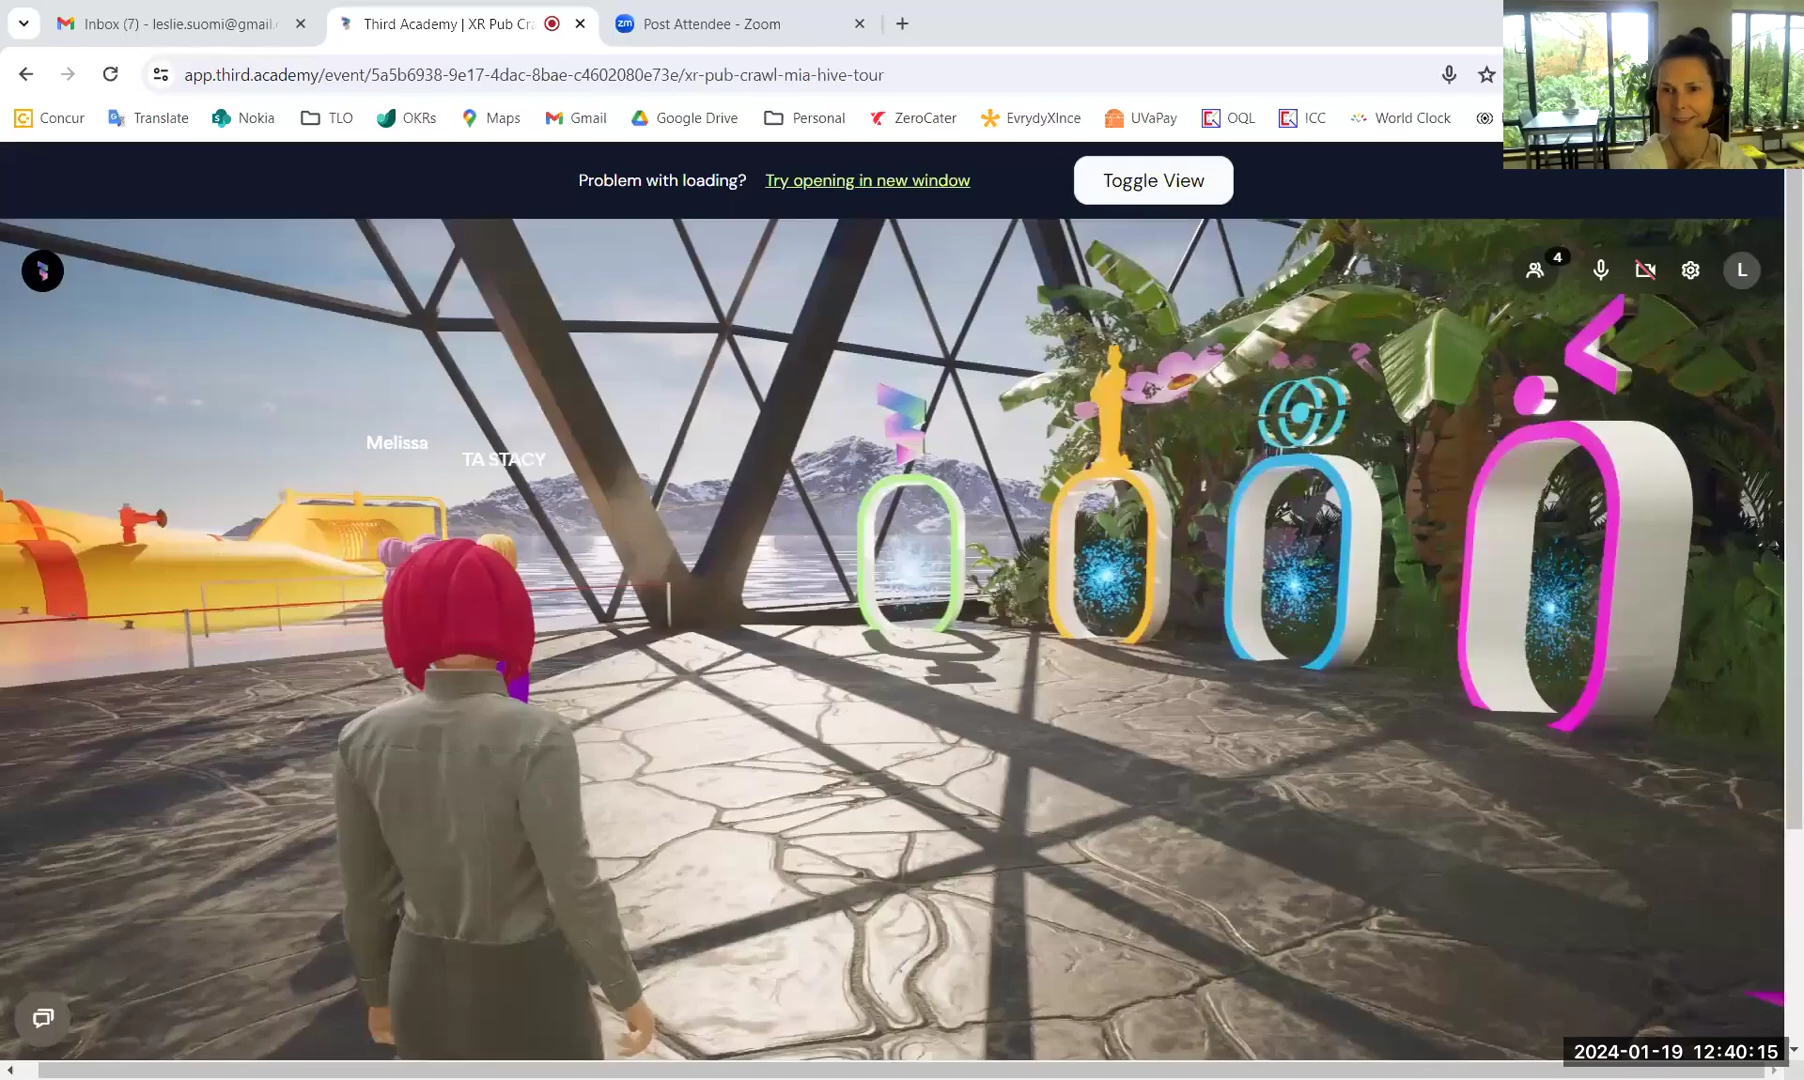 Inbox (7) - leslie.suomi@gmail.
Third Academy | XR Pub Cra
zm
Post Attendee - Zoom
app.third.academy/event/5a5b6938-9e17-4dac-8bae-c4602080e73e/xr-pub-crawl-mia-hive-tour
Concur
Translate
Nokia
TLO
OKRs
Maps
Gmail
Google Drive
Personal
ZeroCater
EvrydyXInce
UVaPay
OQL
ICC
World Clock
Problem with loading? Try opening in new window
Toggle View
4
L
Melissa
TA STACY
2024-01-19 12:40:15